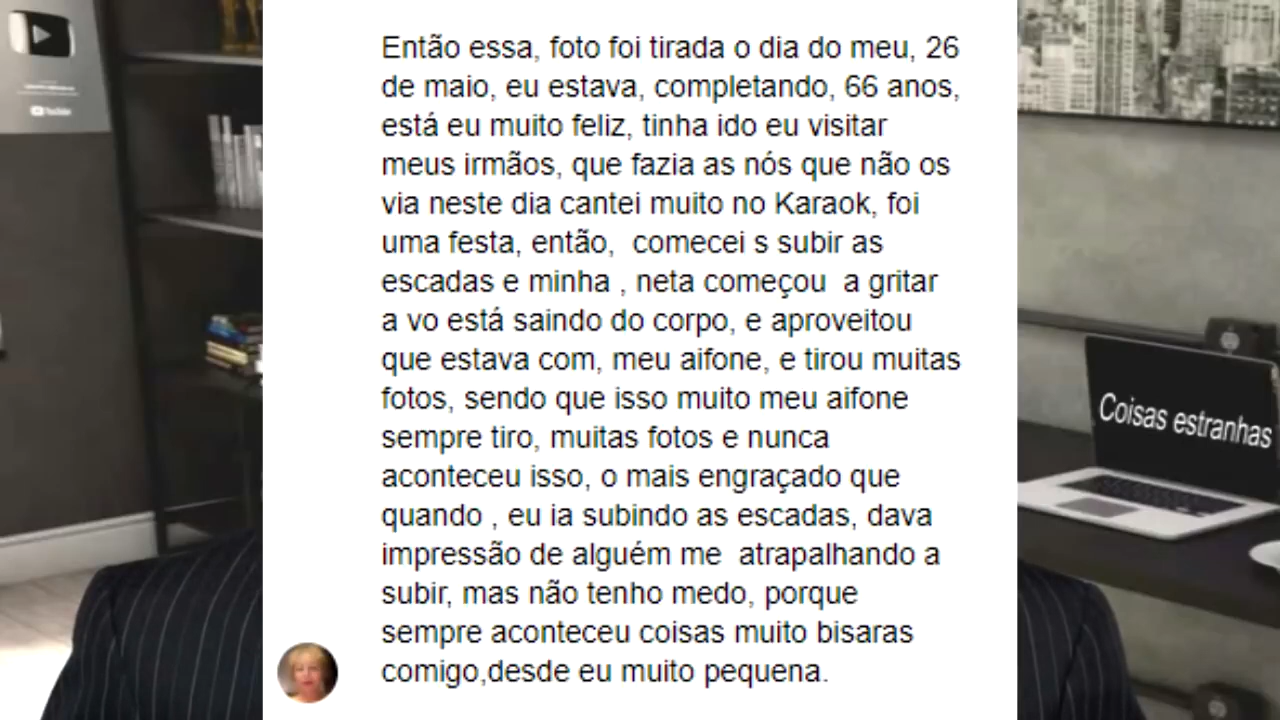 Então essa, foto foi tirada o dia do meu, 26
de maio, eu estava, completando, 66 anos,
está eu muito feliz, tinha ido eu visitar
meus irmãos, que fazia as nós que não os
via neste dia cantei muito no Karaok, foi
uma festa, então,  comecei s subir as
escadas e minha , neta começou  a gritar
a vo está saindo do corpo, e aproveitou
que estava com, meu aifone, e tirou muitas
fotos, sendo que isso muito meu aifone
sempre tiro, muitas fotos e nunca
aconteceu isso, o mais engraçado que
quando , eu ia subindo as escadas, dava
impressão de alguém me  atrapalhando a
subir, mas não tenho medo, porque
sempre aconteceu coisas muito bisaras
comigo,desde eu muito pequena.
Coisas estranhas
YouTube